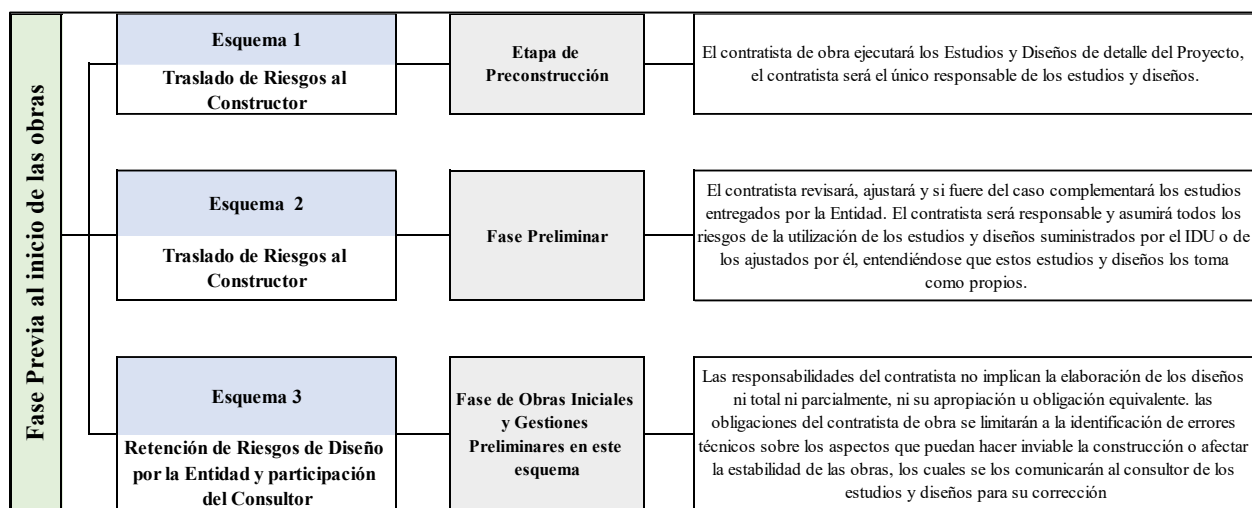 Fase Previa al inicio de las obras
Esquema 1
Traslado de Riesgos al
Constructor
Etapa de
Preconstrucción
El contratista de obra ejecutará los Estudios y Diseños de detalle del Proyecto,
el contratista será el único responsable de los estudios y diseños.
Esquema 2
Traslado de Riesgos al
Constructor
Fase Preliminar
El contratista revisará, ajustará y si fuere del caso complementará los estudios
entregados por la Entidad. El contratista será responsable y asumirá todos los
riesgos de la utilización de los estudios y diseños suministrados por el IDU o de
los ajustados por él, entendiéndose que estos estudios y diseños los toma
como propios.
Esquema 3
Retención de Riesgos de Diseño
por la Entidad y participación
del Consultor
Fase de Obras Iniciales
y Gestiones
Preliminares en este
esquema
Las responsabilidades del contratista no implican la elaboración de los diseños
ni total ni parcialmente, ni su apropiación u obligación equivalente. las
obligaciones del contratista de obra se limitarán a la identificación de errores
técnicos sobre los aspectos que puedan hacer inviable la construcción o afectar
la estabilidad de las obras, los cuales se los comunicarán al consultor de los
estudios y diseños para su corrección